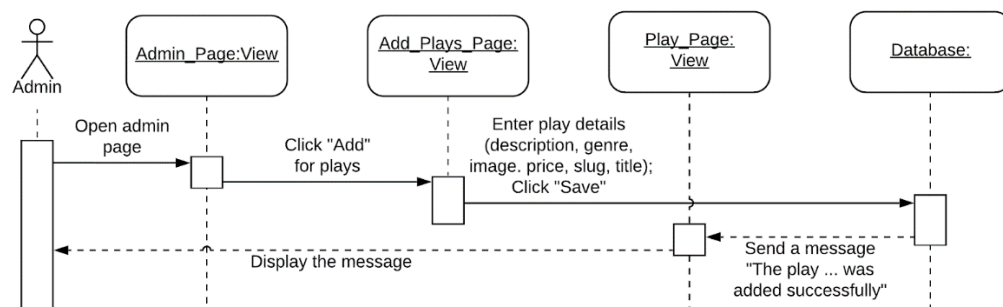 Admin
Admin_Page:View
Add_Plays_Page:
View
Play_Page:
View
Database:
Open admin
page
Click "Add"
for plays
Enter play details
(description, genre,
image. price, slug, title);
Click "Save"
Send a message
"The play ... was
added successfully"
Display the message